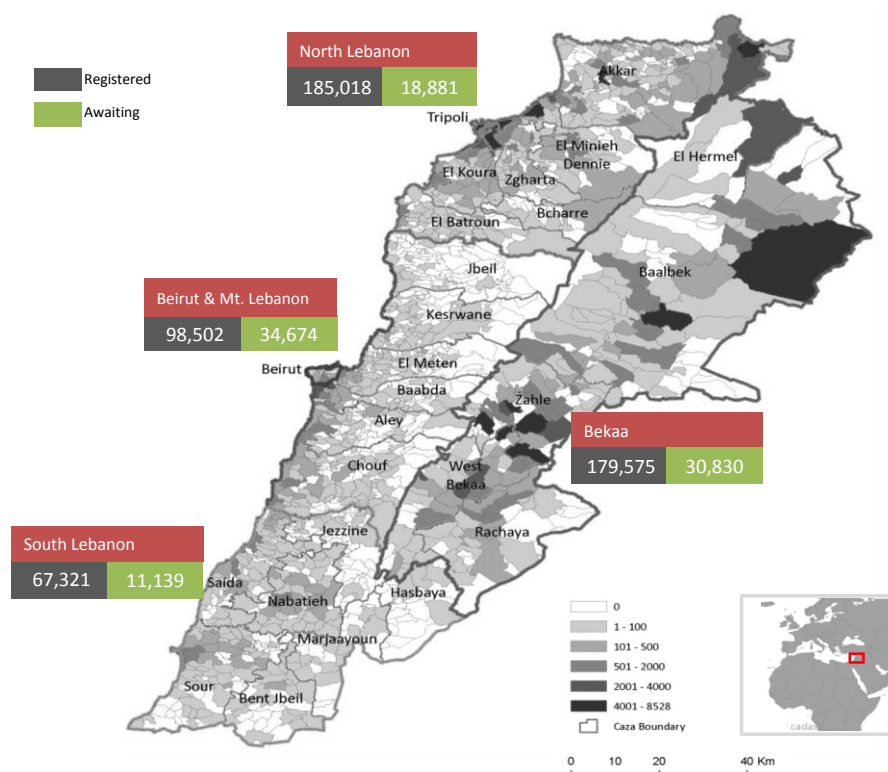 North Lebanon
185,018 18,881
Registered
Awaiting
Akkar
Tripoli
El Minieh
Dennie
El Hermel
El Koura
Zgharta
Bcharre
El Batroun
Jbeil
Baalbek
Beirut & Mt. Lebanon
98,502 34,674
Kesrwane
El Meten
Beirut
Baabda
Zahle
Aley
Bekaa
179,575 30,830
Chouf
West
Bekaa
Jezzine
Rachaya
South Lebanon
67,321 11,139
Saida
Hasbaya
Nabatieh
Marjaayoun
Sour
Bent Jbeil
0
1 - 100
101 - 500
501 - 2000
2001 - 4000
4001 - 8528
Caza Boundary
cadas
0 10 20 40 Km